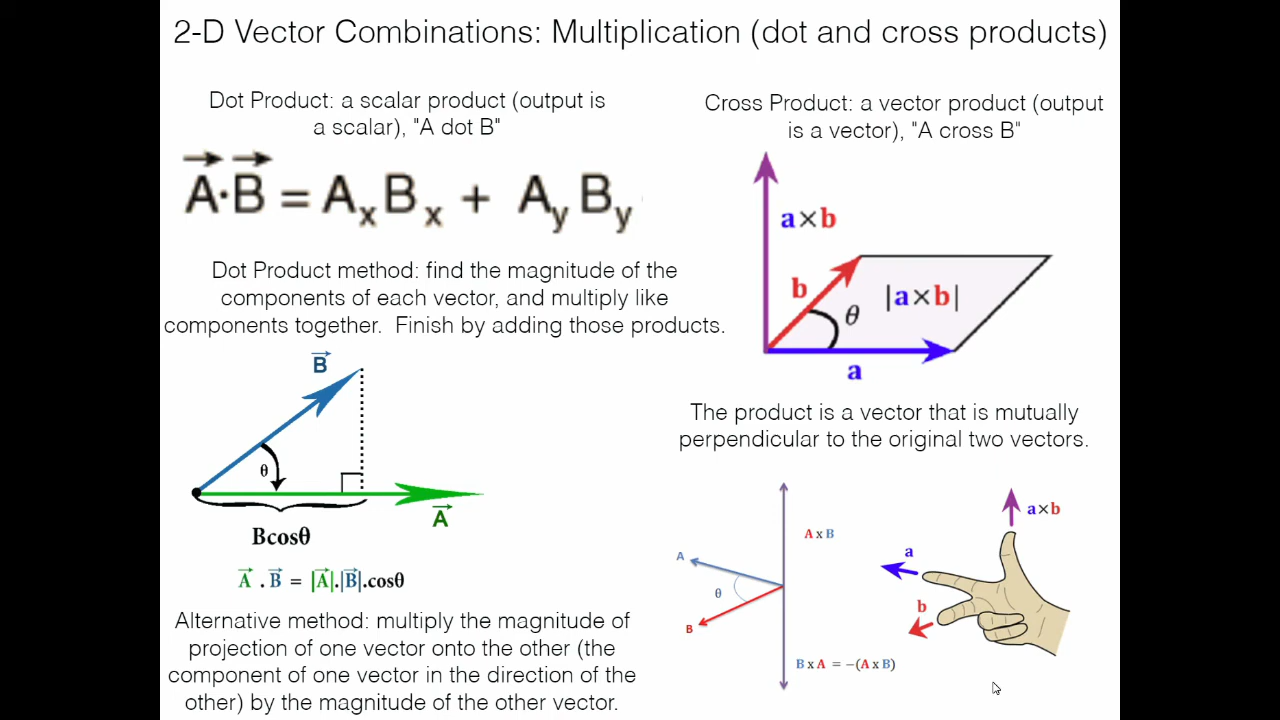 2-D Vector Combinations: Multiplication (dot and cross products)
Dot Product: a scalar product (output is
a scalar), "A dot B"
A·B = AₓBₓ + AᵧBᵧ
Dot Product method: find the magnitude of the
components of each vector, and multiply like
components together. Finish by adding those products.
B
θ
A
Bcosθ
A . B = |A|.|B|.cosθ
Alternative method: multiply the magnitude of
projection of one vector onto the other (the
component of one vector in the direction of the
other) by the magnitude of the other vector.
Cross Product: a vector product (output
is a vector), "A cross B"
a×b
b
θ
|a×b|
a
The product is a vector that is mutually
perpendicular to the original two vectors.
A x B
A
θ
B
B x A = −(A x B)
a×b
a
b